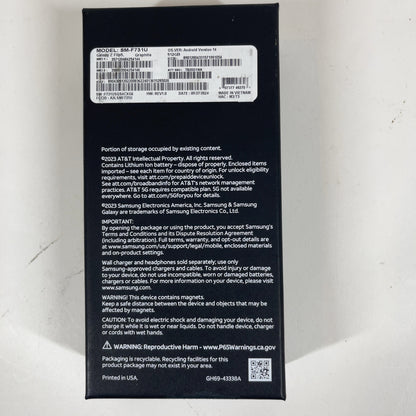 MODEL: SM-F731U
OS VER: Android Version 14
Galaxy Z Flip5, Graphite
MADE IN VIETNAM
HAC : M3/T3
Portion of storage occupied by existing content.
©2023 AT&T Intellectual Property. All rights reserved.
Contains Lithium Ion battery – dispose of properly. Enclosed items
imported – see each item for country of origin. For unlock eligibility
requirements, visit att.com/prepaiddeviceunlock.
See att.com/broadbandinfo for AT&T's network management
practices. AT&T 5G requires compatible plan. 5G not
available everywhere. Go to att.com/5Gforyou for details.
©2023 Samsung Electronics America, Inc. Samsung & Samsung
Galaxy are trademarks of Samsung Electronics Co., Ltd.
IMPORTANT:
By opening the package or using the product, you accept Samsung's
Terms and Conditions and its Dispute Resolution Agreement
(including arbitration). Full terms, warranty, and opt-out details are
at www.samsung.com/us/support/legal/mobile, enclosed materials
and on-product settings.
Wall charger and headphones sold separately; use only
Samsung-approved chargers and cables. To avoid injury or damage
to your device, do not use incompatible, worn or damaged batteries,
chargers or cables. For more information on your device, please visit
www.samsung.com.
WARNING! This device contains magnets.
Keep a safe distance between the device and objects that may be
affected by magnets.
CAUTION: To avoid electric shock and damaging your device, do not
charge it while it is wet or near liquids. Do not handle device, charger
or cords with wet hands.
WARNING: Reproductive Harm - www.P65Warnings.ca.gov
Packaging is recyclable. Recycling facilities for this
product package may not exist in your area.
Printed in USA.
GH69-43398A